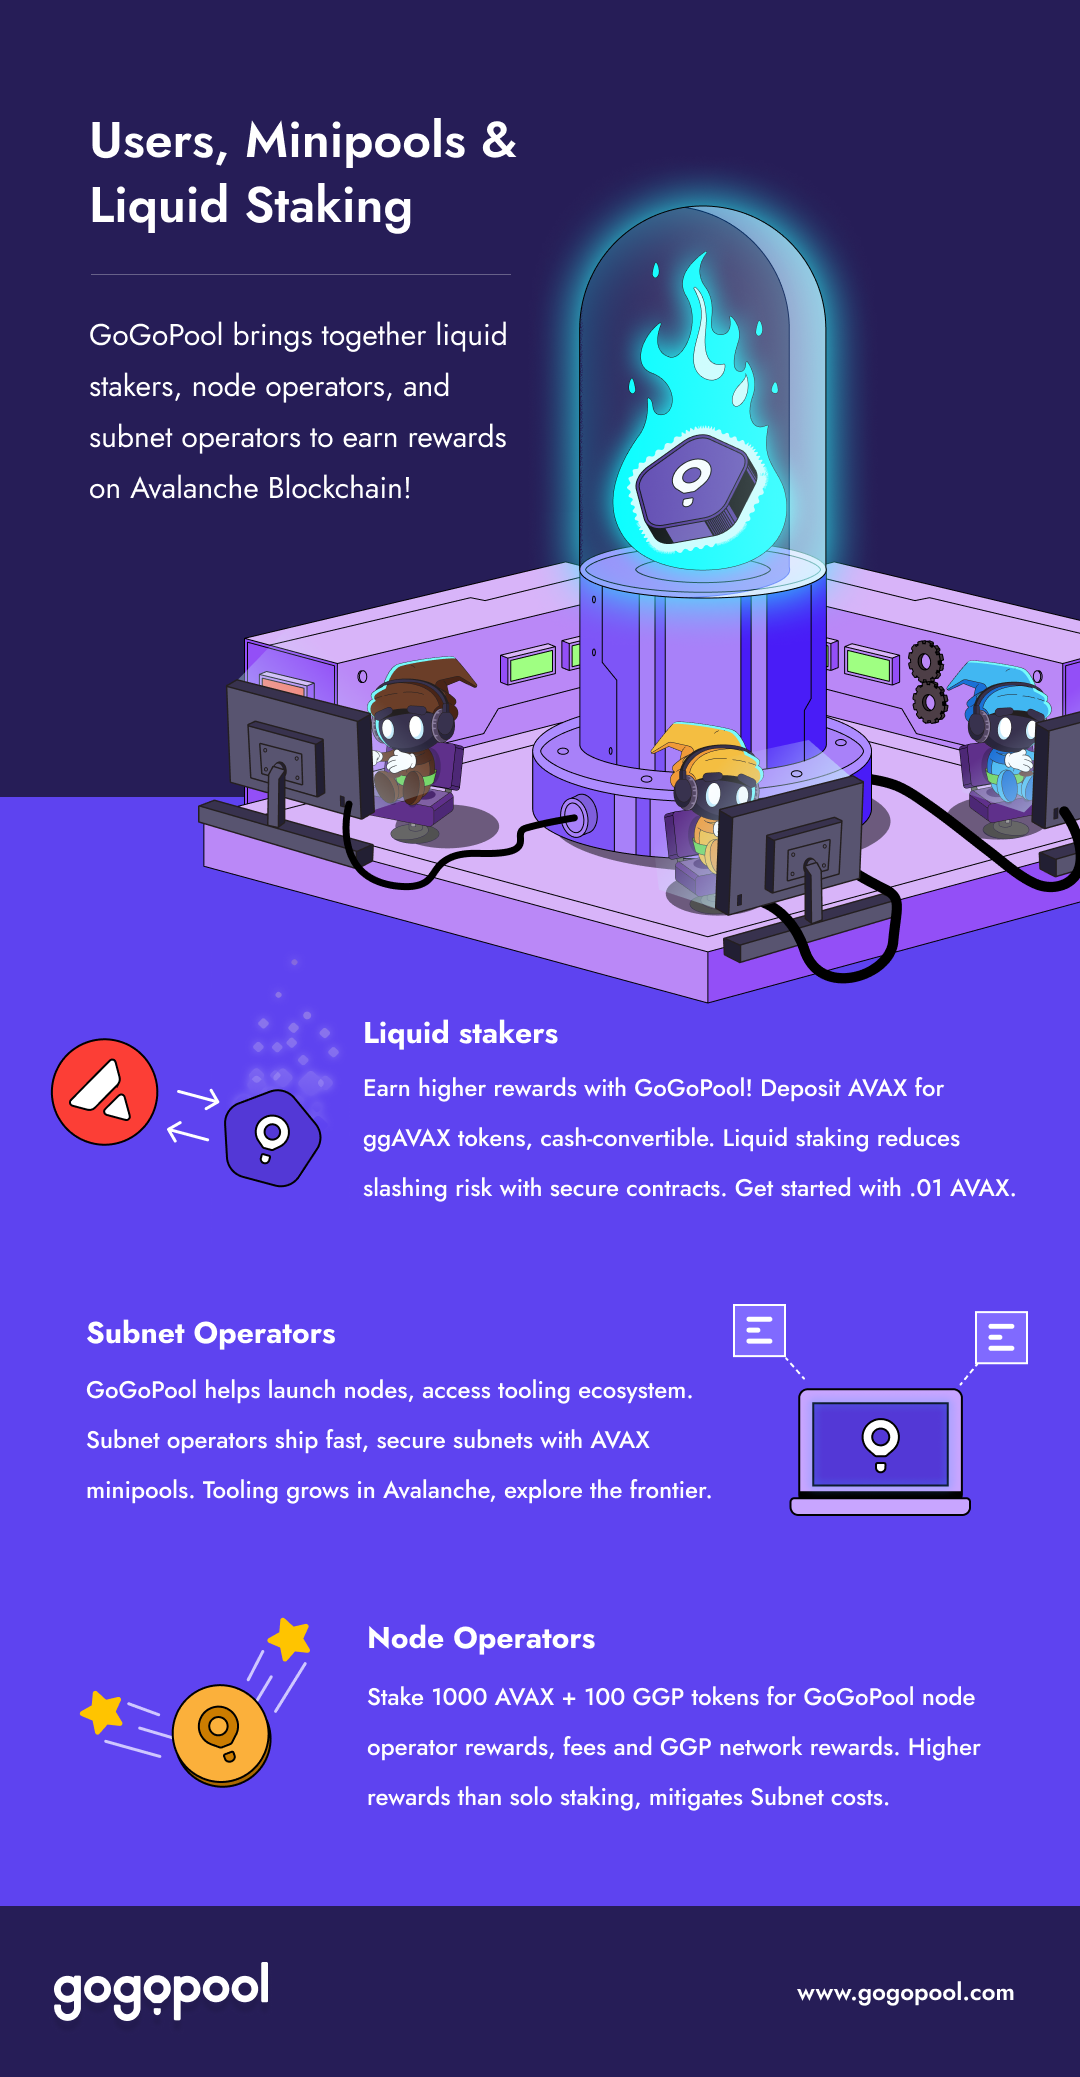 Users, Minipools &
Liquid Staking
GoGoPool brings together liquid
stakers, node operators, and
subnet operators to earn rewards
on Avalanche Blockchain!
Liquid stakers
Earn higher rewards with GoGoPool! Deposit AVAX for
ggAVAX tokens, cash-convertible. Liquid staking reduces
slashing risk with secure contracts. Get started with .01 AVAX.
Subnet Operators
GoGoPool helps launch nodes, access tooling ecosystem.
Subnet operators ship fast, secure subnets with AVAX
minipools. Tooling grows in Avalanche, explore the frontier.
Node Operators
Stake 1000 AVAX + 100 GGP tokens for GoGoPool node
operator rewards, fees and GGP network rewards. Higher
rewards than solo staking, mitigates Subnet costs.
gogopool
www.gogopool.com